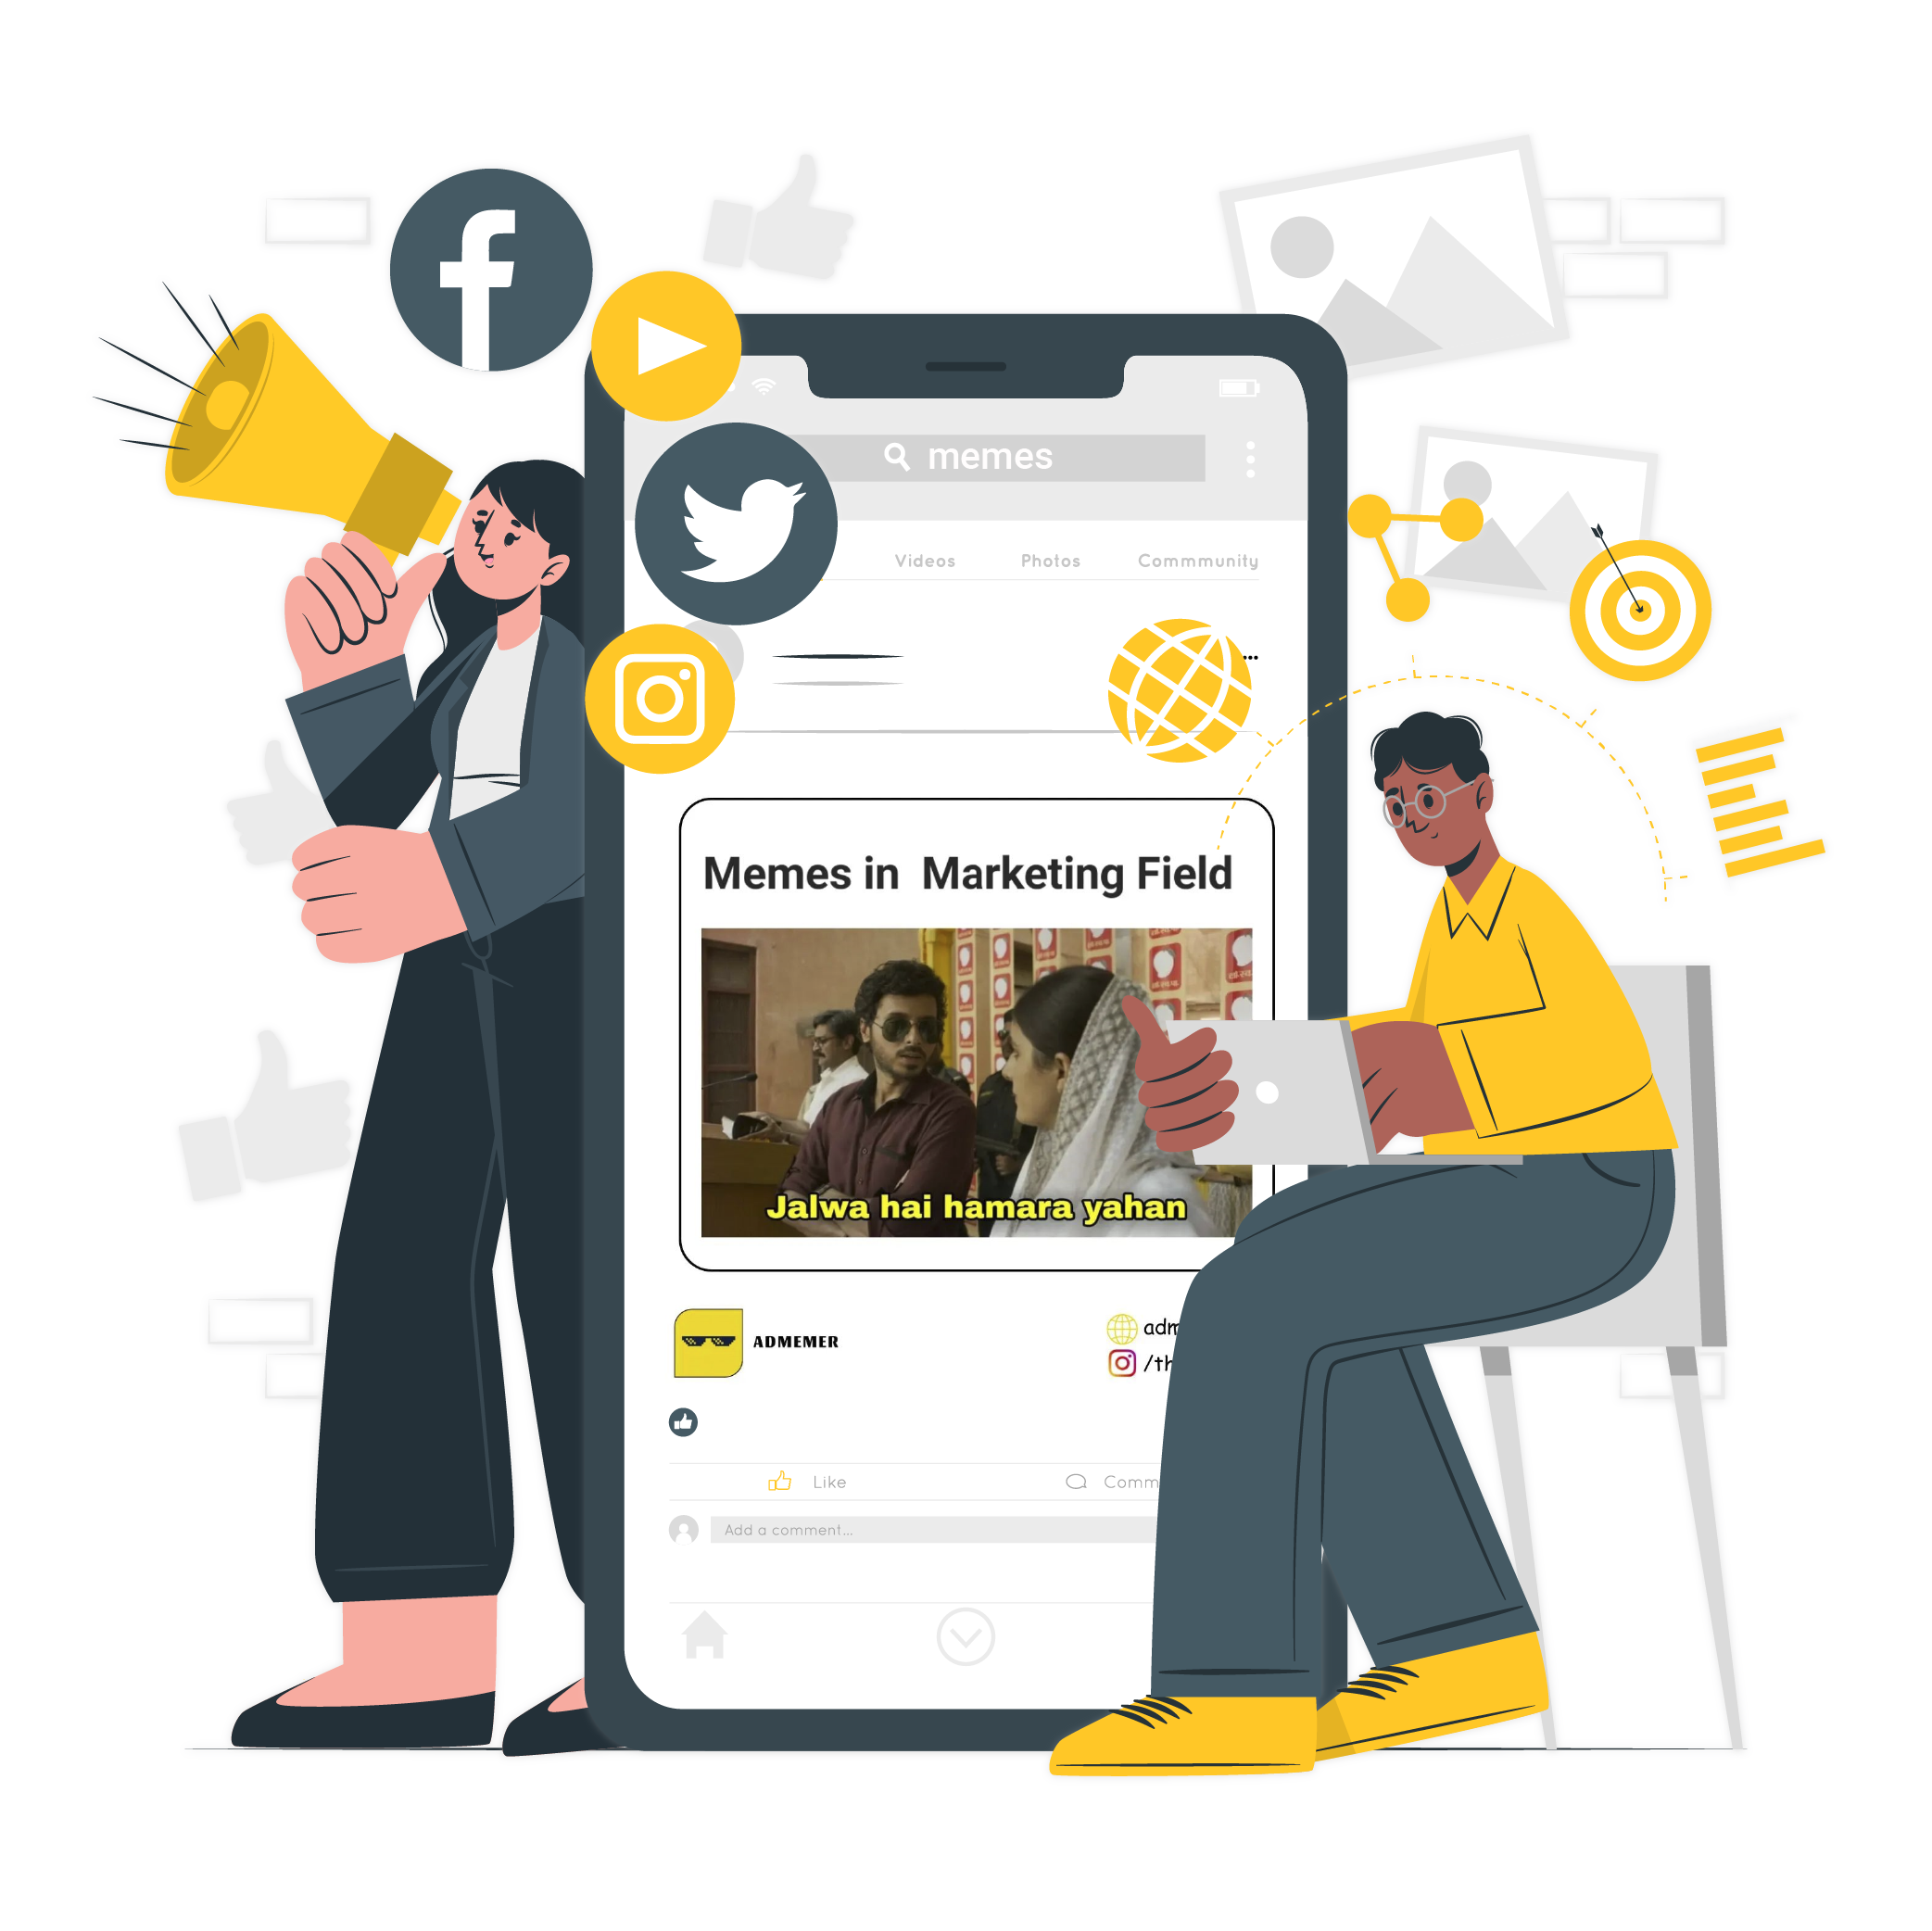 memes
Videos Photos Commmunity
Memes in Marketing Field
Jalwa hai hamara yahan
ADMEMER
Like
Add a comment...